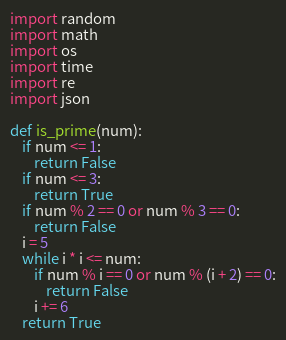 import random
import math
import os
import time
import re
import json

def is_prime(num):
    if num <= 1:
        return False
    if num <= 3:
        return True
    if num % 2 == 0 or num % 3 == 0:
        return False
    i = 5
    while i * i <= num:
        if num % i == 0 or num % (i + 2) == 0:
            return False
        i += 6
    return True